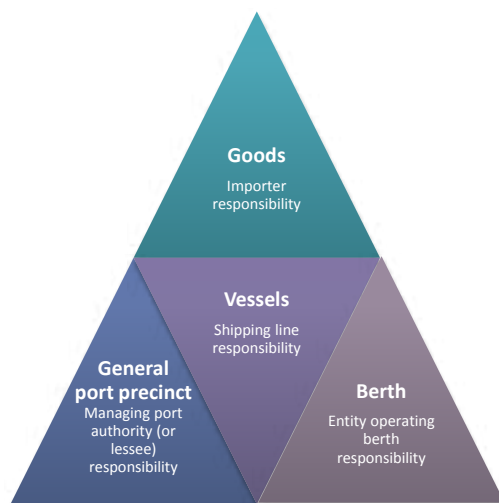 Goods
Importer
responsibility
Vessels
Shipping line
responsibility
General
port precinct
Managing port
authority (or
lessee)
responsibility
Berth
Entity operating
berth
responsibility